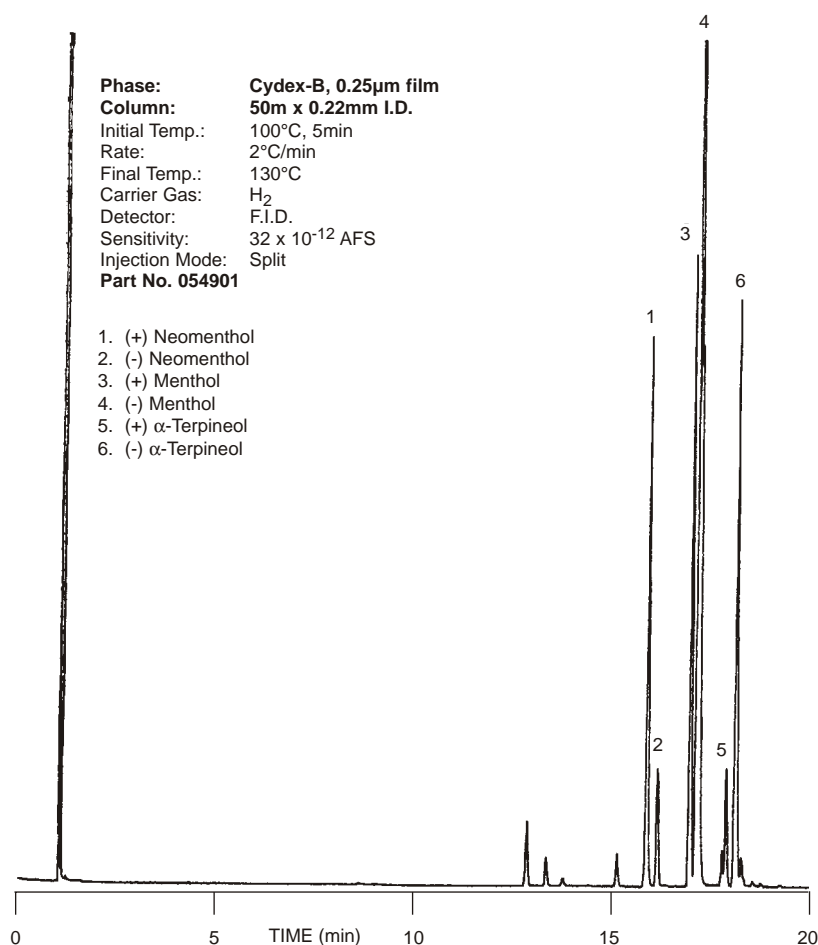 4
Phase: Cydex-B, 0.25µm film
Column: 50m x 0.22mm I.D.
Initial Temp.: 100°C, 5min
Rate: 2°C/min
Final Temp.: 130°C
Carrier Gas: H2
Detector: F.I.D.
Sensitivity: 32 x 10-12 AFS
Injection Mode: Split
Part No. 054901
3
6
1
1. (+) Neomenthol
2. (-) Neomenthol
3. (+) Menthol
4. (-) Menthol
5. (+) α-Terpineol
6. (-) α-Terpineol
2
5
0 5 10 15 20
TIME (min)